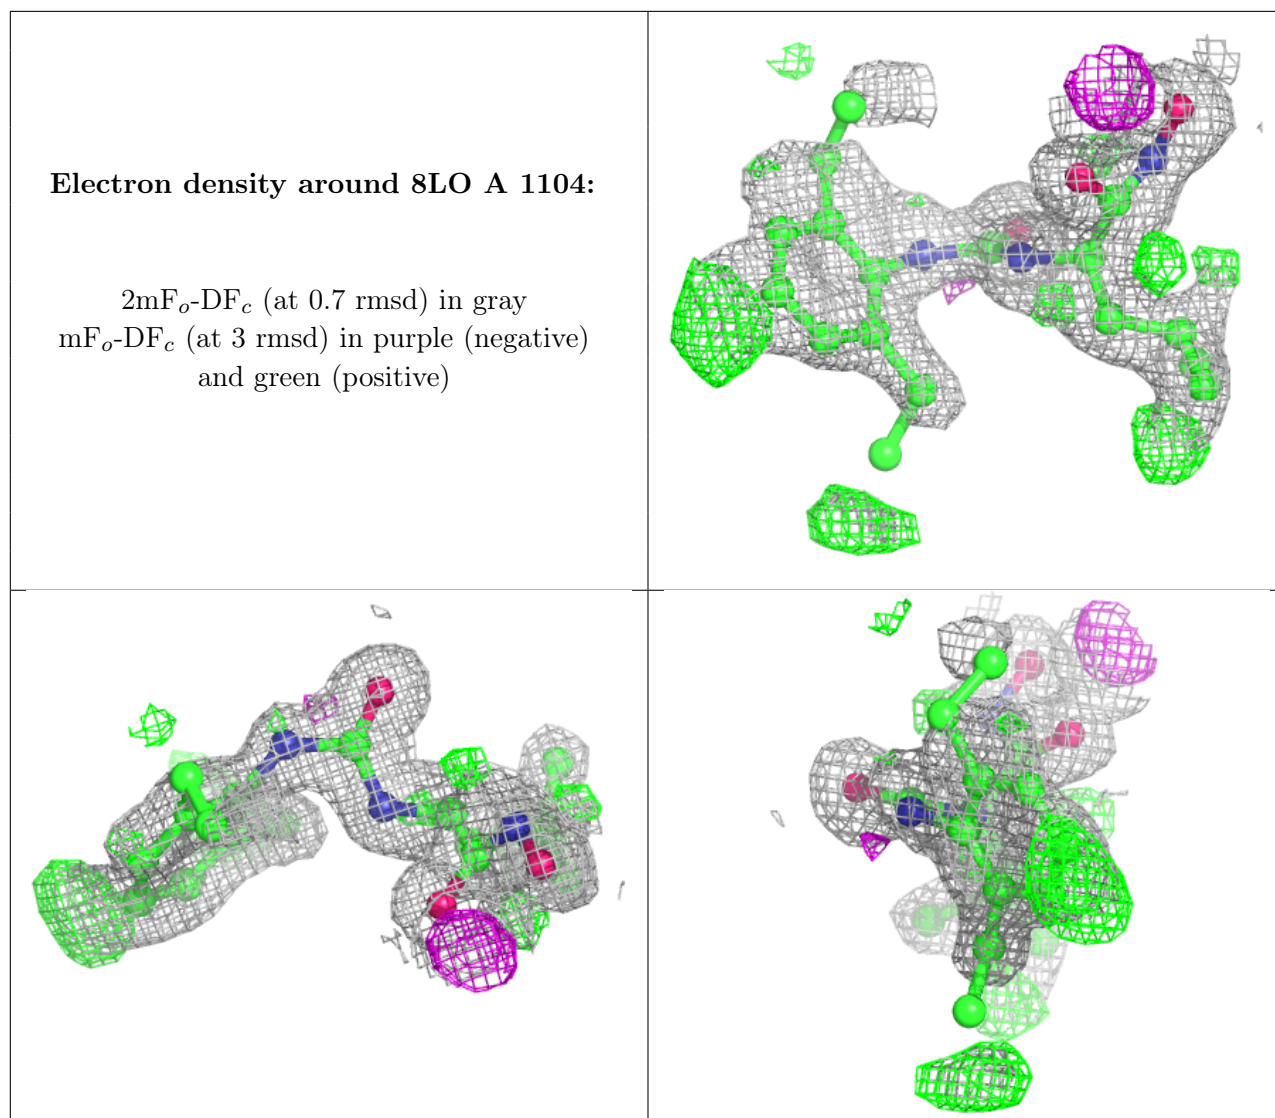 Electron density around 8LO A 1104:
2mFo-DFc (at 0.7 rmsd) in gray
mFo-DFc (at 3 rmsd) in purple (negative)
and green (positive)